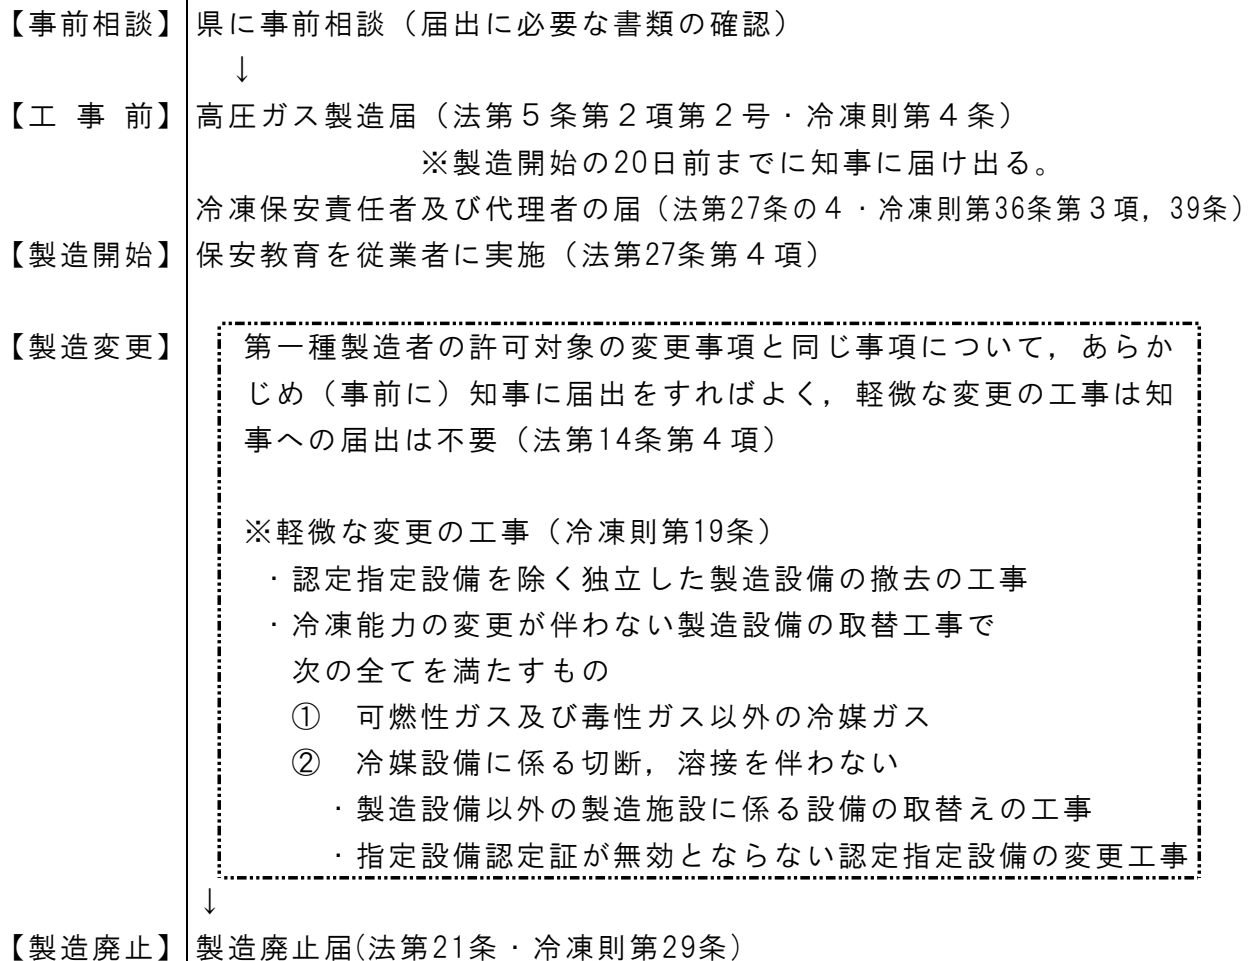 【事前相談】県に事前相談（届出に必要な書類の確認）
↓
【工 事 前】高圧ガス製造届（法第５条第２項第２号・冷凍則第４条）
※製造開始の20日前までに知事に届け出る。
冷凍保安責任者及び代理者の届（法第27条の４・冷凍則第36条第３項，39条）
【製造開始】保安教育を従業者に実施（法第27条第４項）
【製造変更】第一種製造者の許可対象の変更事項と同じ事項について，あらか
じめ（事前に）知事に届出をすればよく，軽微な変更の工事は知
事への届出は不要（法第14条第４項）
※軽微な変更の工事（冷凍則第19条）
・認定指定設備を除く独立した製造設備の撤去の工事
・冷凍能力の変更が伴わない製造設備の取替工事で
次の全てを満たすもの
①　可燃性ガス及び毒性ガス以外の冷媒ガス
②　冷媒設備に係る切断，溶接を伴わない
・製造設備以外の製造施設に係る設備の取替えの工事
・指定設備認定証が無効とならない認定指定設備の変更工事
↓
【製造廃止】製造廃止届(法第21条・冷凍則第29条)